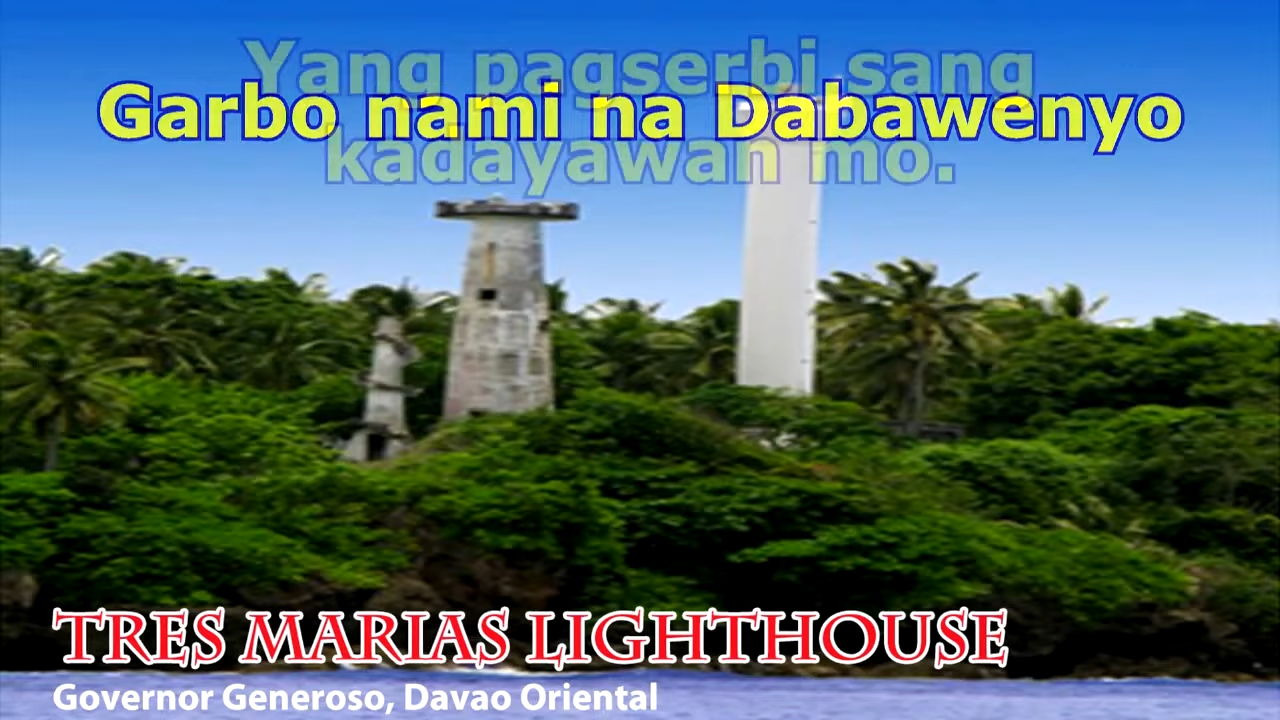 Yang pagserbi sang
Garbo nami na Dabawenyo
kadayawan mo.
TRES MARIAS LIGHTHOUSE
Governor Generoso, Davao Oriental